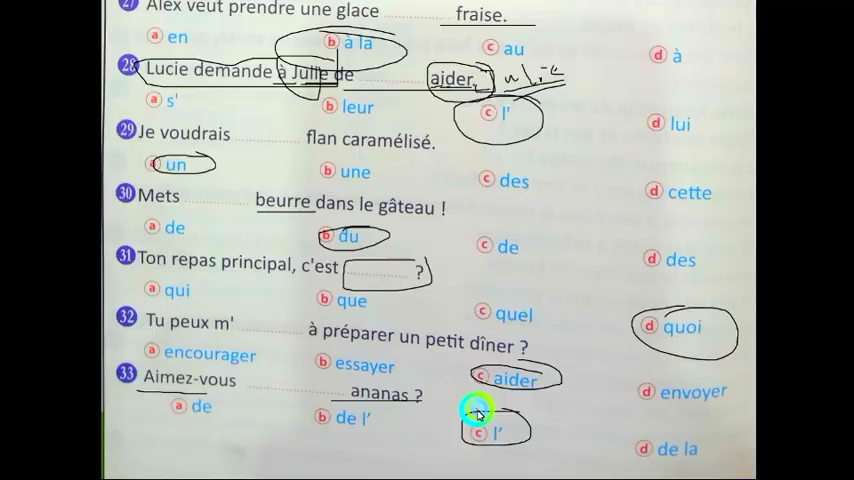 27 Alex veut prendre une glace ............ fraise.
a en b à la c au d à
28 Lucie demande à Julie de ............ aider.
a s' b leur c l' d lui
29 Je voudrais ............ flan caramélisé.
a un b une c des d cette
30 Mets ............ beurre dans le gâteau !
a de b du c de d des
31 Ton repas principal, c'est ............ ?
a qui b que c quel d quoi
32 Tu peux m' ............ à préparer un petit dîner ?
a encourager b essayer c aider d envoyer
33 Aimez-vous ............ ananas ?
a de b de l' c l' d de la